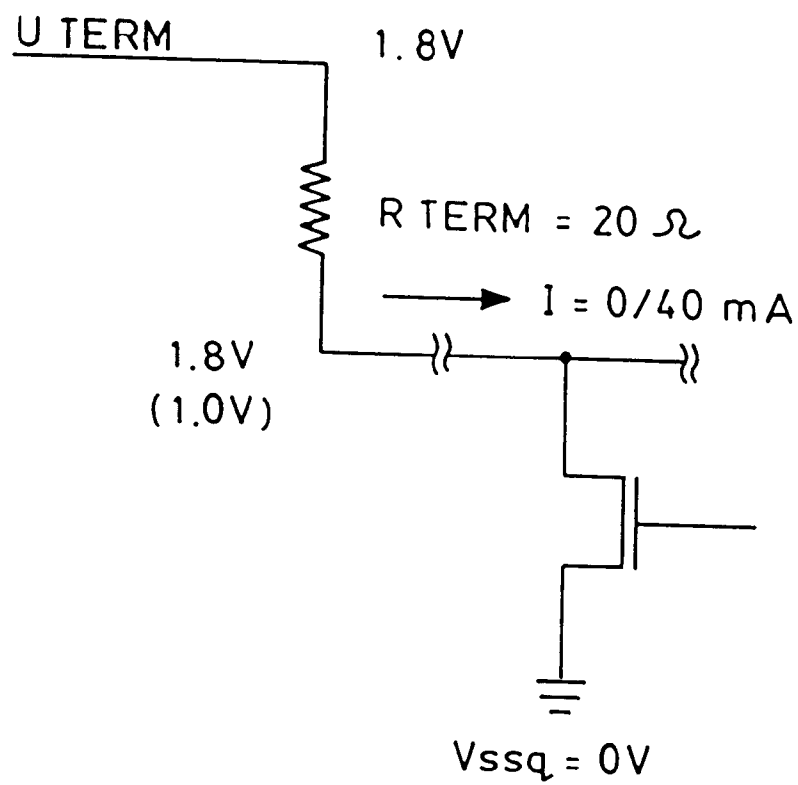 U TERM
1.8V
R TERM = 20 Ω
I = 0/40 mA
1.8V
(1.0V)
Vssq = 0V